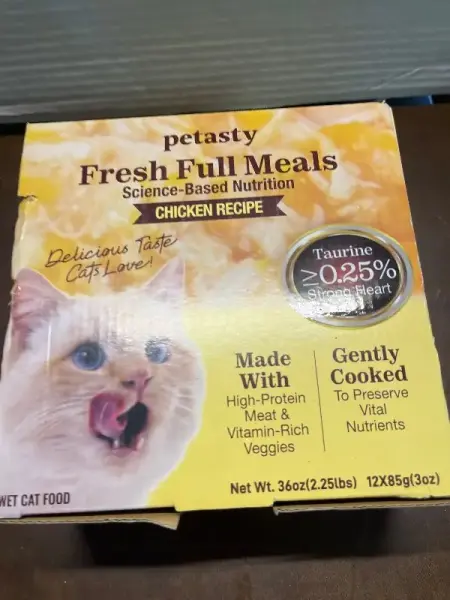 petasty
Fresh Full Meals
Science-Based Nutrition
CHICKEN RECIPE
Delicious Taste
Cats Love!
Taurine
≥0.25%
Strong Heart
Made
With
High-Protein
Meat &
Vitamin-Rich
Veggies
Gently
Cooked
To Preserve
Vital
Nutrients
WET CAT FOOD
Net Wt. 36oz(2.25lbs) 12X85g(3oz)